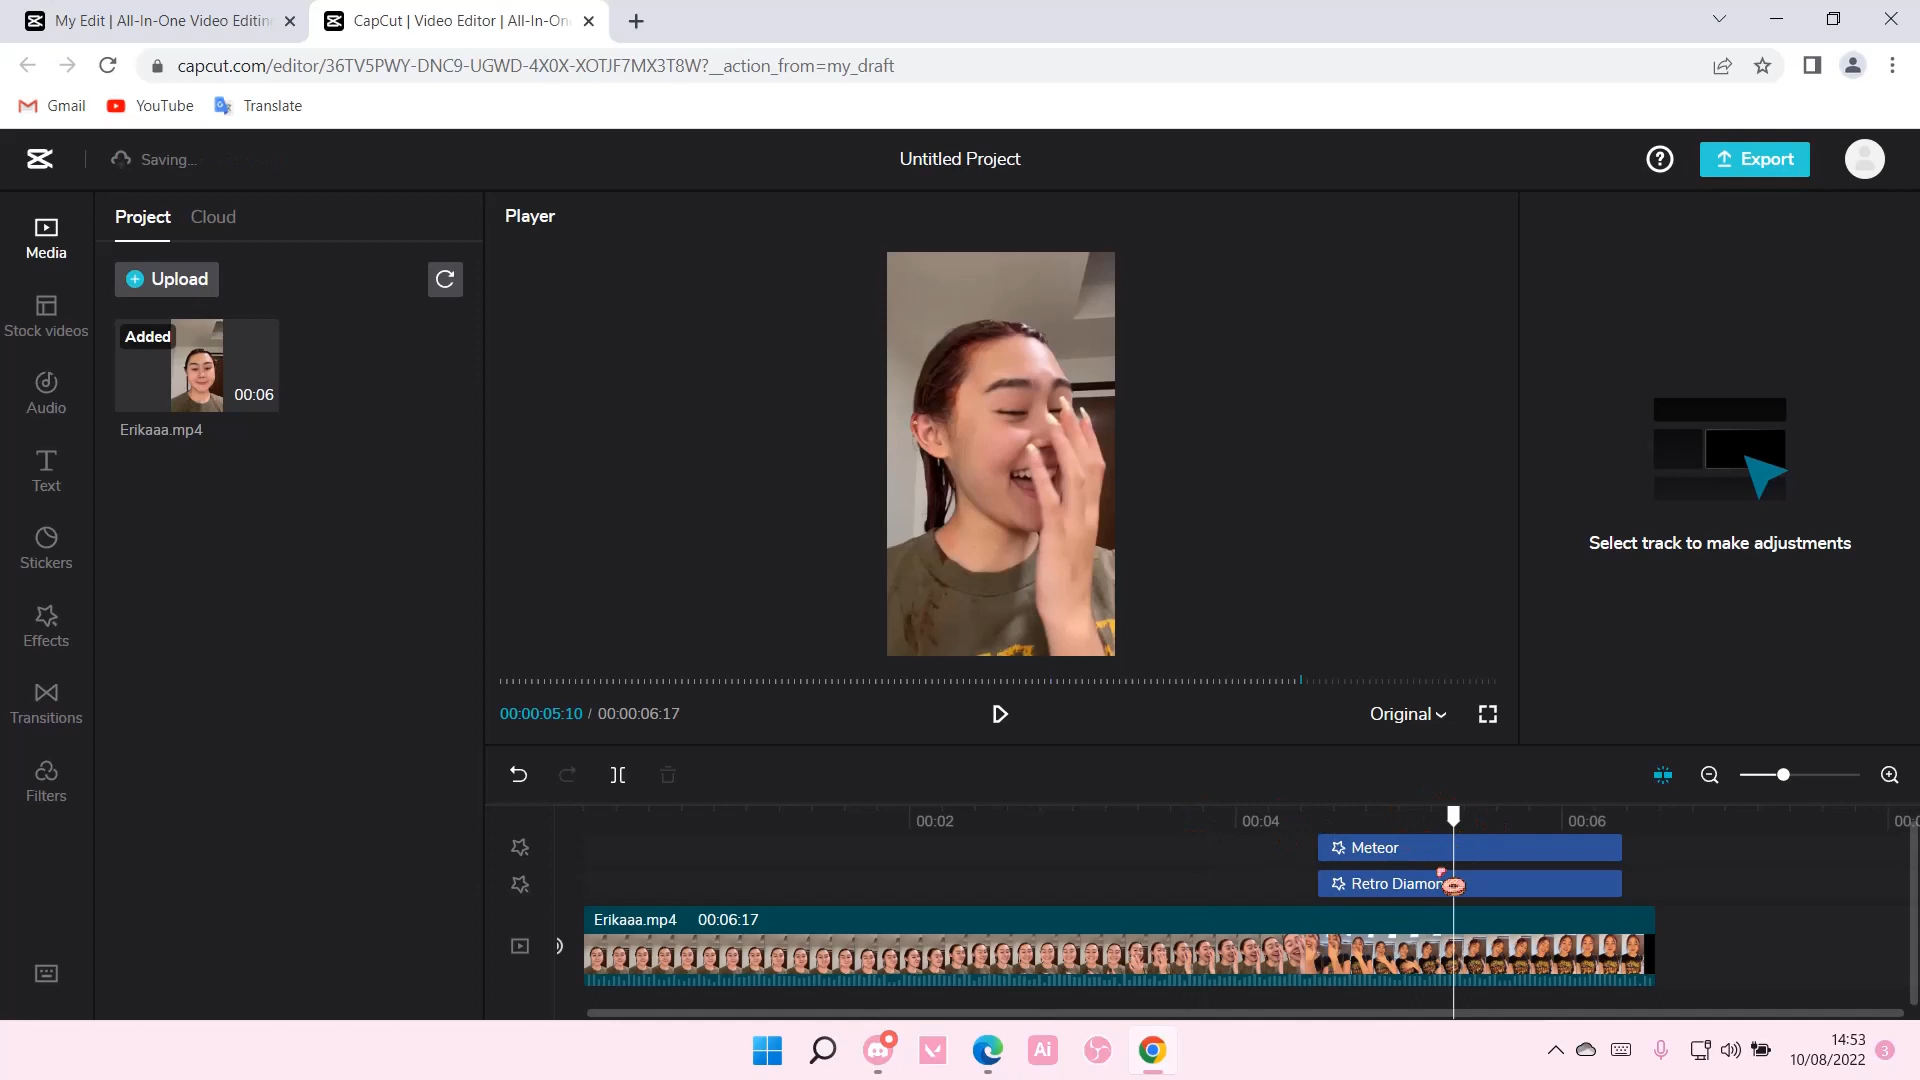 My Edit | All-In-One Video Editin
CapCut | Video Editor | All-In-On
capcut.com/editor/36TV5PWY-DNC9-UGWD-4X0X-XOTJF7MX3T8W?__action_from=my_draft
Gmail
YouTube
Translate
Saving...
Untitled Project
Export
Project
Cloud
Player
Media
Upload
Added
00:06
Erikaaa.mp4
Stock videos
Audio
Text
Stickers
Effects
Transitions
Filters
Select track to make adjustments
00:00:05:10 / 00:00:06:17
Original
00:02
00:04
00:06
Meteor
Retro Diamon
Erikaaa.mp4 00:06:17
Ai
14:53
10/08/2022
3